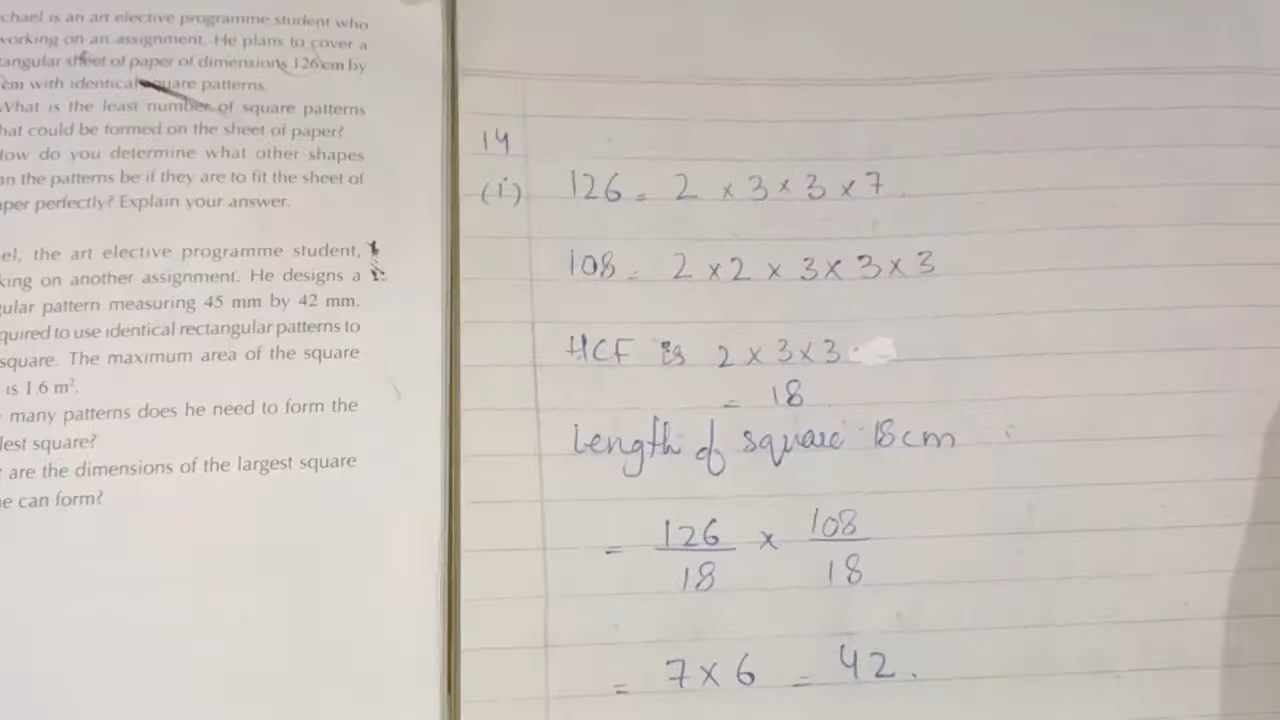 chael is an art elective programme student who
working on an assignment. He plans to cover a
tangular sheet of paper of dimensions 126 cm by
cm with identical square patterns.
What is the least number of square patterns
hat could be formed on the sheet of paper?
How do you determine what other shapes
an the patterns be if they are to fit the sheet of
aper perfectly? Explain your answer.
el, the art elective programme student,
king on another assignment. He designs a
gular pattern measuring 45 mm by 42 mm.
quired to use identical rectangular patterns to
square. The maximum area of the square
is 1.6 m².
many patterns does he need to form the
lest square?
t are the dimensions of the largest square
he can form?
14
(i) 126 = 2 × 3 × 3 × 7.
108 = 2 × 2 × 3 × 3 × 3
HCF is 2 × 3 × 3
= 18
Length of square 18cm
= 126/18 × 108/18
= 7 × 6 = 42.